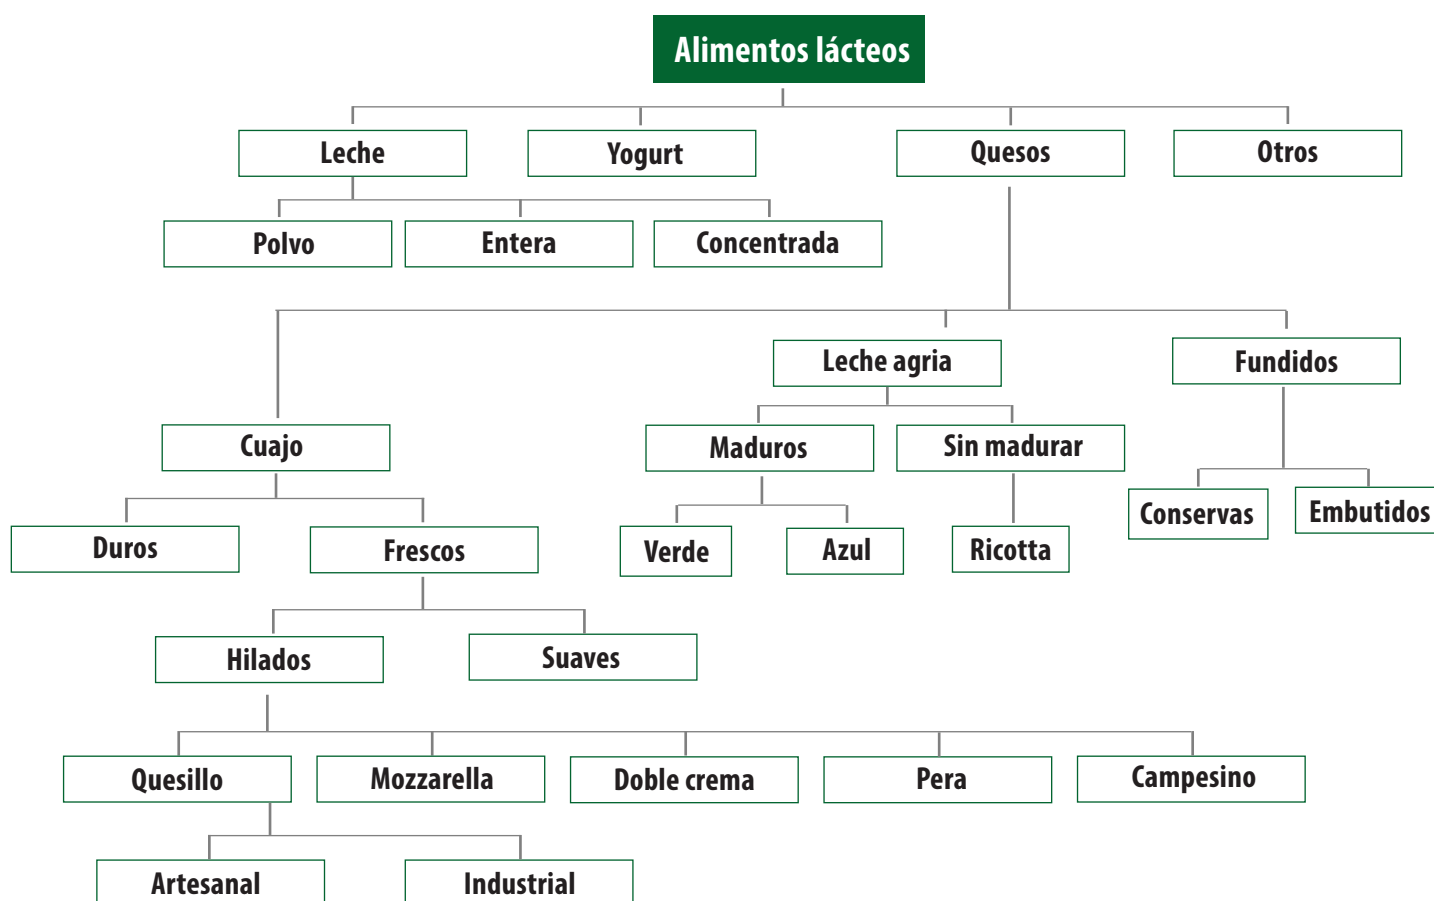 Alimentos lácteos
Leche
Yogurt
Quesos
Otros
Polvo
Entera
Concentrada
Leche agria
Fundidos
Cuajo
Maduros
Sin madurar
Conservas
Embutidos
Duros
Frescos
Verde
Azul
Ricotta
Hilados
Suaves
Quesillo
Mozzarella
Doble crema
Pera
Campesino
Artesanal
Industrial